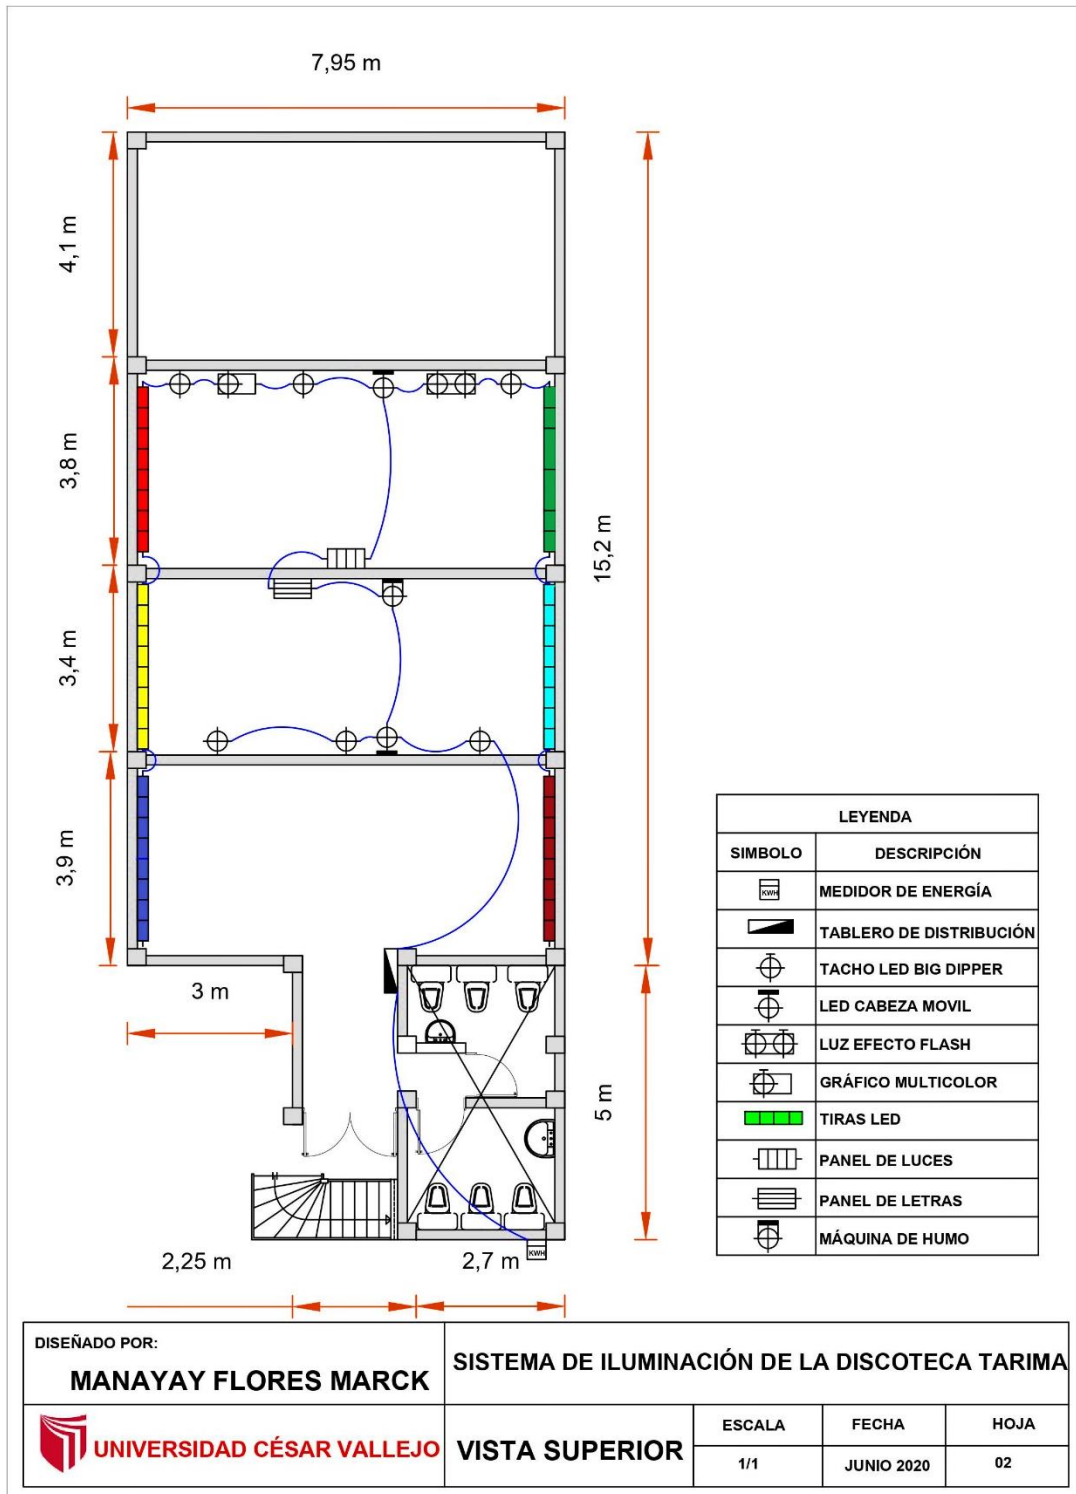 7,95 m
4,1 m
3,8 m
15,2 m
3,4 m
3,9 m
3 m
5 m
KWH
2,25 m
2,7 m
LEYENDA
SIMBOLO DESCRIPCIÓN
KWH MEDIDOR DE ENERGÍA
TABLERO DE DISTRIBUCIÓN
TACHO LED BIG DIPPER
LED CABEZA MOVIL
LUZ EFECTO FLASH
GRÁFICO MULTICOLOR
TIRAS LED
PANEL DE LUCES
PANEL DE LETRAS
MÁQUINA DE HUMO
DISEÑADO POR:
MANAYAY FLORES MARCK
SISTEMA DE ILUMINACIÓN DE LA DISCOTECA TARIMA
UNIVERSIDAD CÉSAR VALLEJO
VISTA SUPERIOR
ESCALA FECHA HOJA
1/1 JUNIO 2020 02